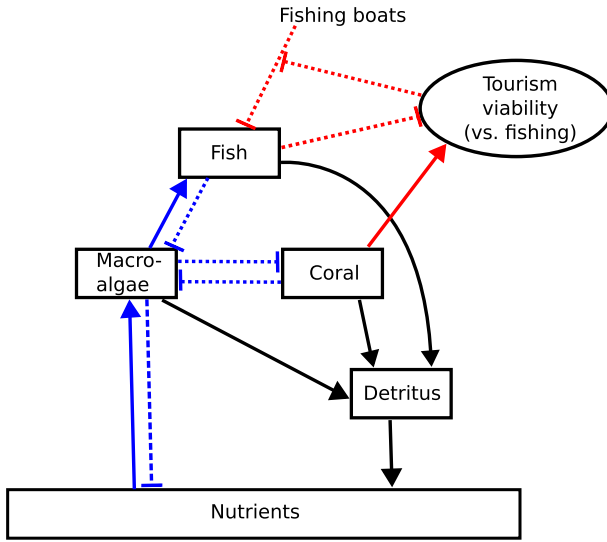 Fishing boats
Tourism
viability
(vs. fishing)
Fish
Macro-
algae
Coral
Detritus
Nutrients